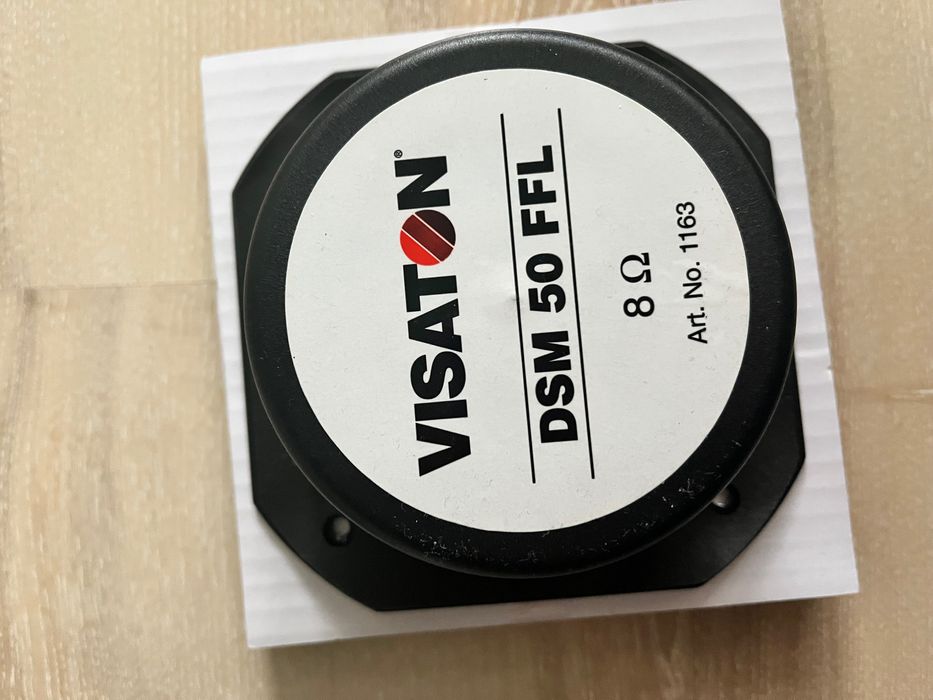 VISATON®
DSM 50 FFL
8 Ω
Art. No. 1163